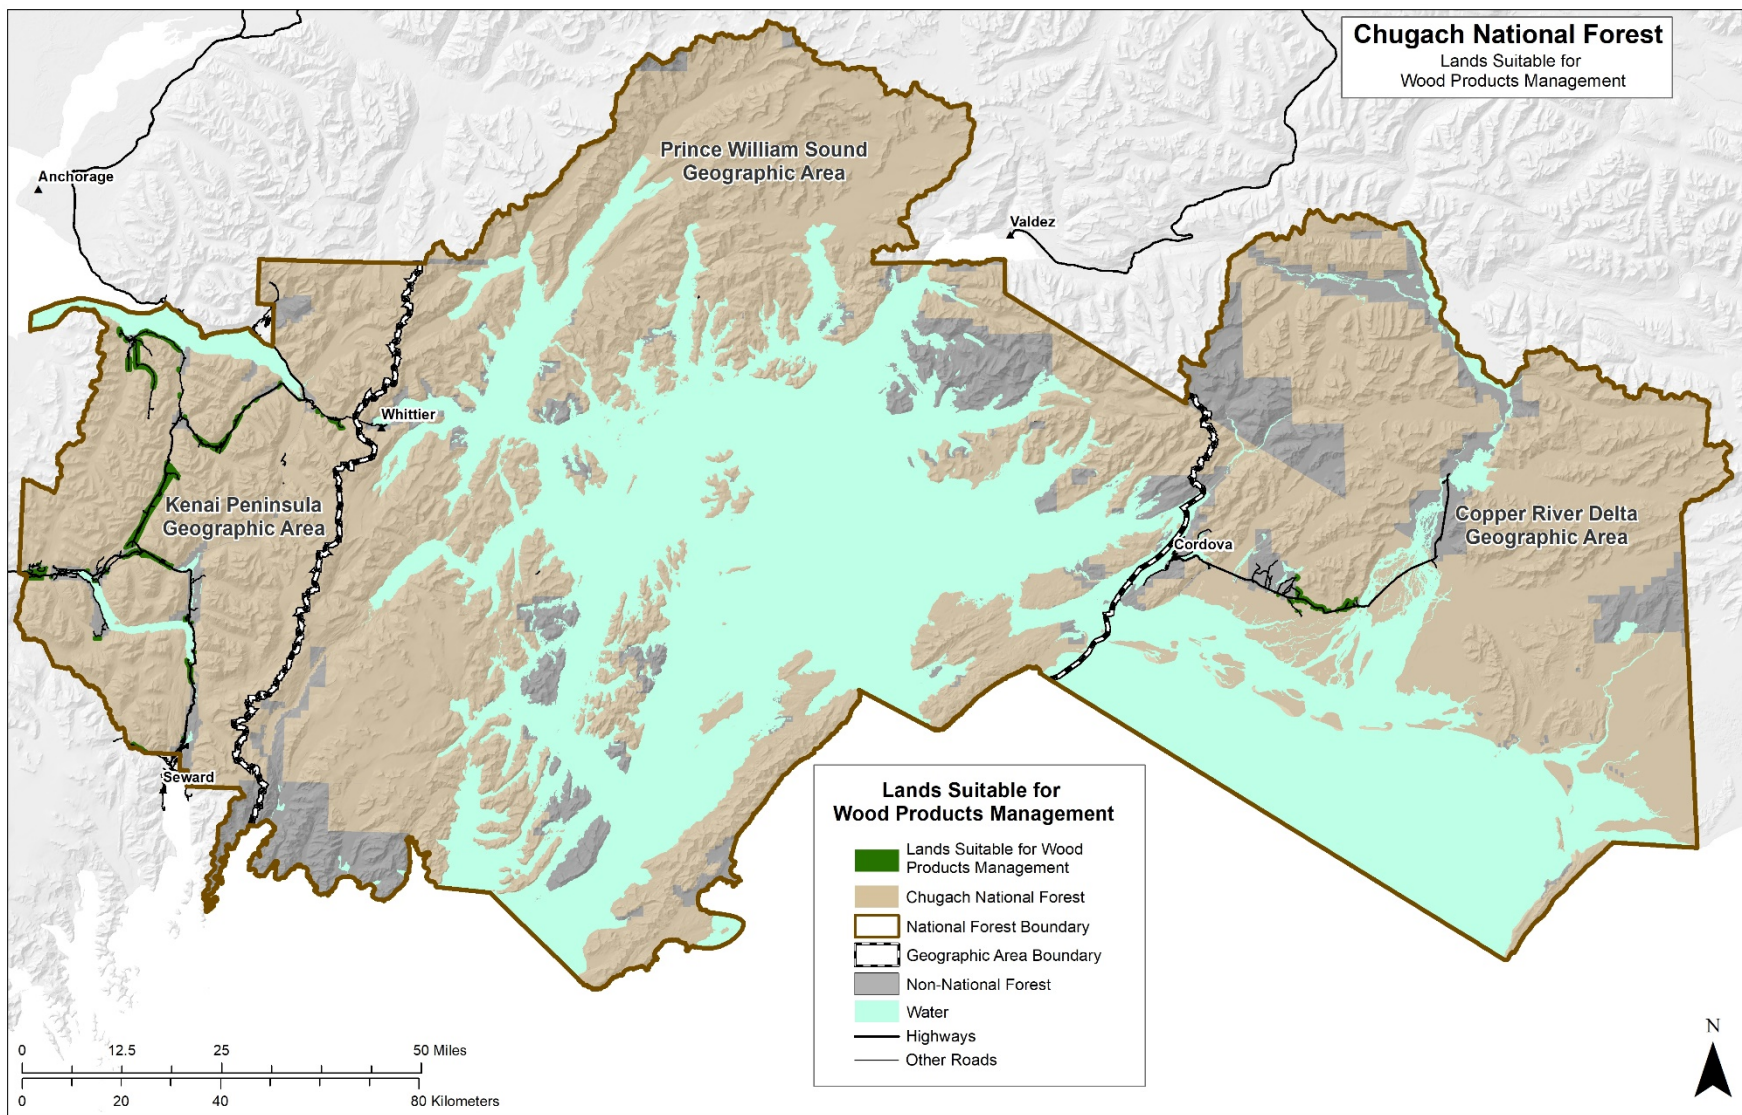 Chugach National Forest
Lands Suitable for
Wood Products Management
Prince William Sound
Geographic Area
Anchorage
Valdez
Whittier
Kenai Peninsula
Geographic Area
Copper River Delta
Geographic Area
Cordova
Seward
Lands Suitable for
Wood Products Management
Lands Suitable for Wood
Products Management
Chugach National Forest
National Forest Boundary
Geographic Area Boundary
Non-National Forest
Water
Highways
Other Roads
0 12.5 25 50 Miles
0 20 40 80 Kilometers
N